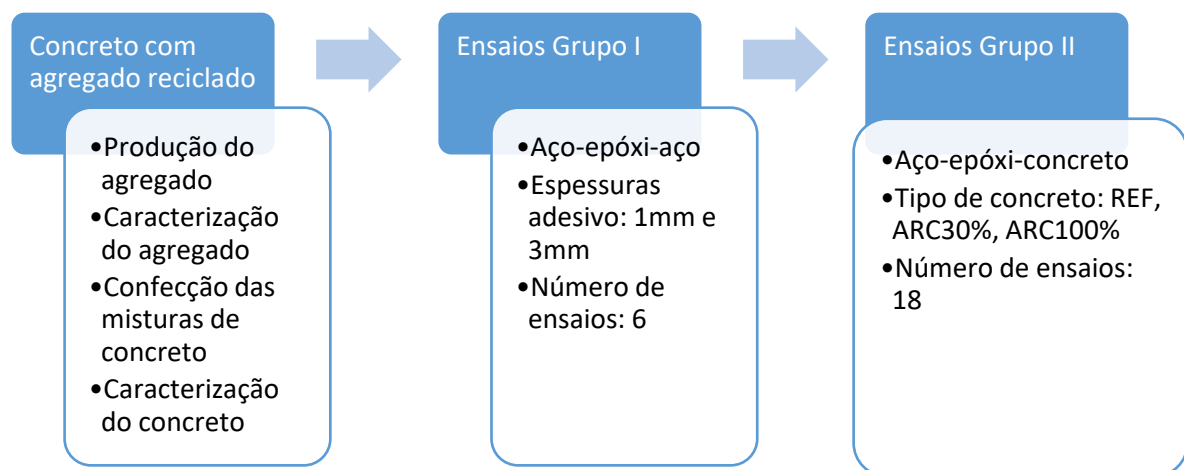 Concreto com
agregado reciclado
•Produção do
agregado
•Caracterização
do agregado
•Confecção das
misturas de
concreto
•Caracterização
do concreto
Ensaios Grupo I
•Aço-epóxi-aço
•Espessuras
adesivo: 1mm e
3mm
•Número de
ensaios: 6
Ensaios Grupo II
•Aço-epóxi-concreto
•Tipo de concreto: REF,
ARC30%, ARC100%
•Número de ensaios:
18